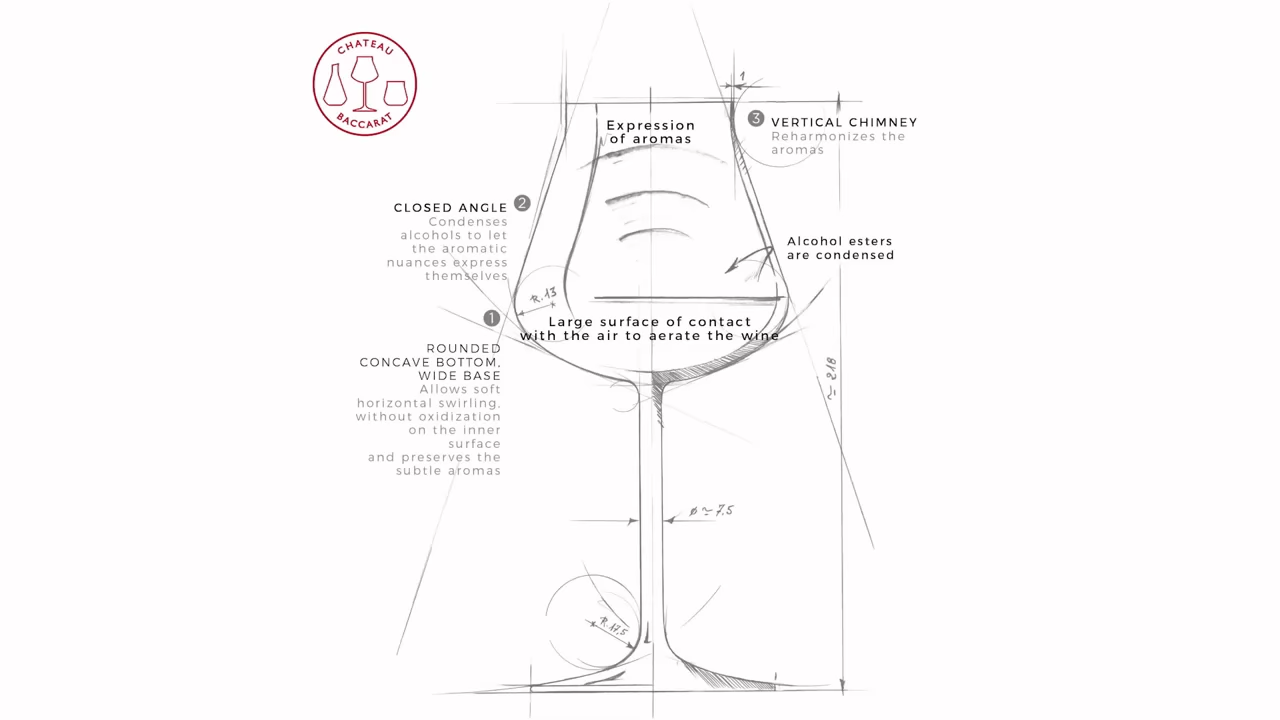 CHATEAU
BACCARAT
1
Expression
of aromas
3 VERTICAL CHIMNEY
Reharmonizes the
aromas
2
CLOSED ANGLE
Condenses
alcohols to let
the aromatic
nuances express
themselves
Alcohol esters
are condensed
R.13
1
Large surface of contact
with the air to aerate the wine
ROUNDED
CONCAVE BOTTOM,
WIDE BASE
Allows soft
horizontal swirling,
without oxidization
on the inner
surface
and preserves the
subtle aromas
≃ 218
ø ≃ 7.5
R.17,5